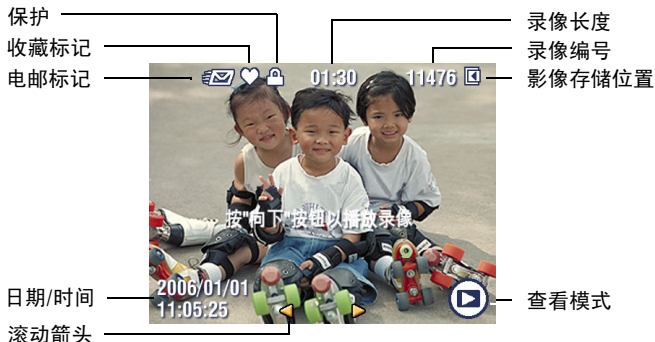 保护
收藏标记
电邮标记
录像长度
录像编号
影像存储位置
01:30
11476
按"向下"按钮以播放录像
2006/01/01
11:05:25
日期/时间
滚动箭头
查看模式